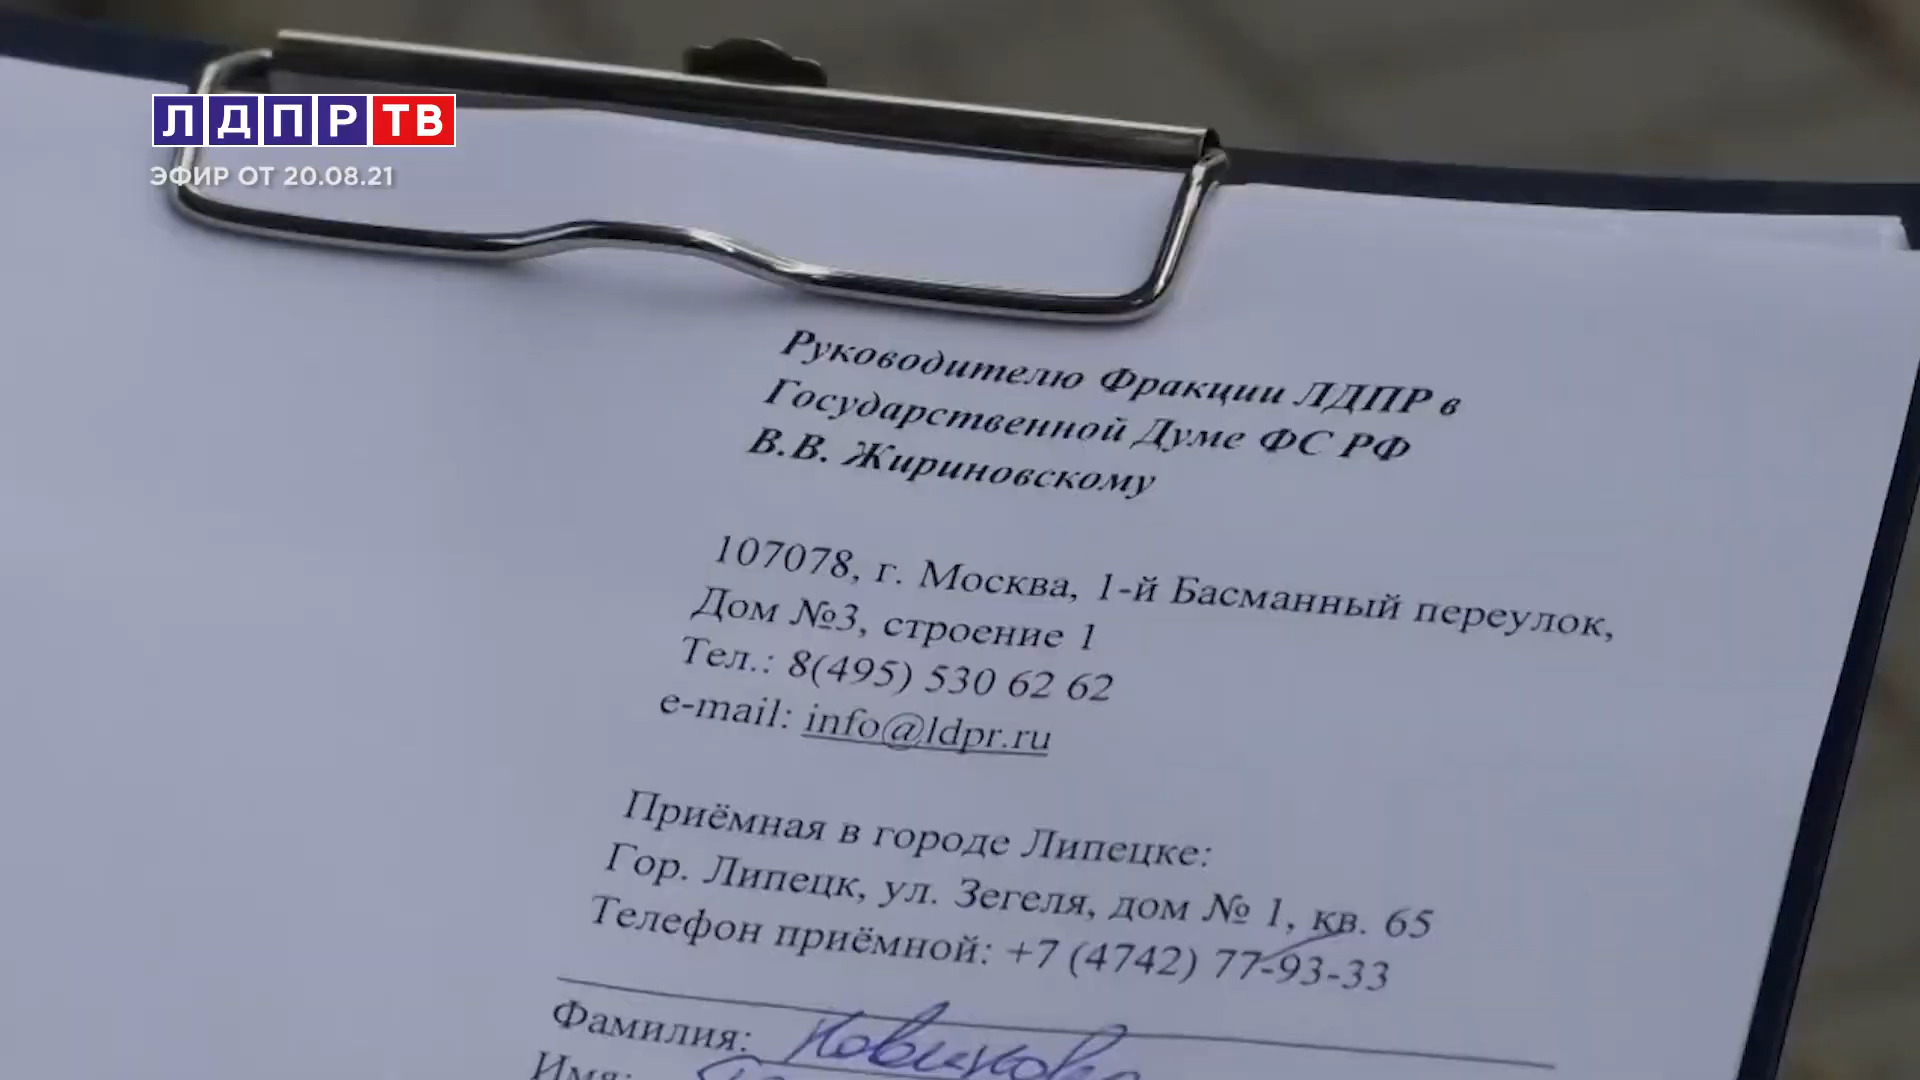 ЛДПР ТВ
ЭФИР ОТ 20.08.21
Руководителю Фракции ЛДПР в
Государственной Думе ФС РФ
В.В. Жириновскому
107078, г. Москва, 1-й Басманный переулок,
Дом №3, строение 1
Тел.: 8(495) 530 62 62
e-mail: info@ldpr.ru
Приёмная в городе Липецке:
Гор. Липецк, ул. Зегеля, дом № 1, кв. 65
Телефон приёмной: +7 (4742) 77-93-33
Фамилия: Новикова
Имя: